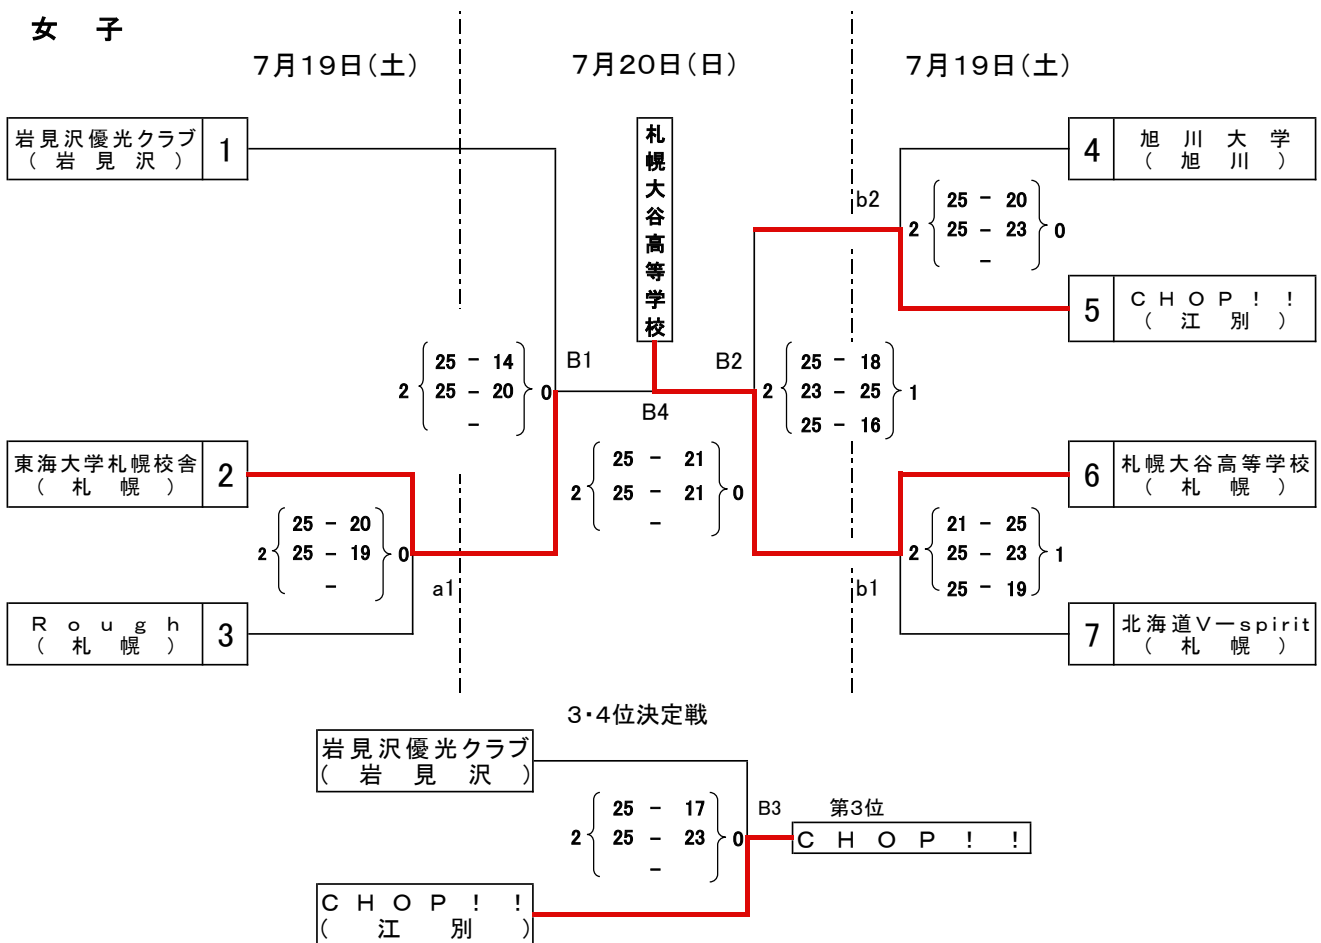 女 子
7月19日(土)
7月20日(日)
7月19日(土)
岩見沢優光クラブ
(岩見沢)
1
札幌大谷高等学校
4
旭川大学
(旭川)
b2
25 - 20
2 25 - 23 0
-
5
CHOP!!
(江別)
B1
25 - 14
2 25 - 20 0
-
B2
25 - 18
2 23 - 25 1
25 - 16
B4
25 - 21
2 25 - 21 0
-
東海大学札幌校舎
(札幌)
2
25 - 20
2 25 - 19 0
-
a1
Rough
(札幌)
3
6
札幌大谷高等学校
(札幌)
21 - 25
2 25 - 23 1
25 - 19
b1
7
北海道V-spirit
(札幌)
3・4位決定戦
岩見沢優光クラブ
(岩見沢)
25 - 17
2 25 - 23 0
-
B3
第3位
CHOP!!
CHOP!!
(江別)